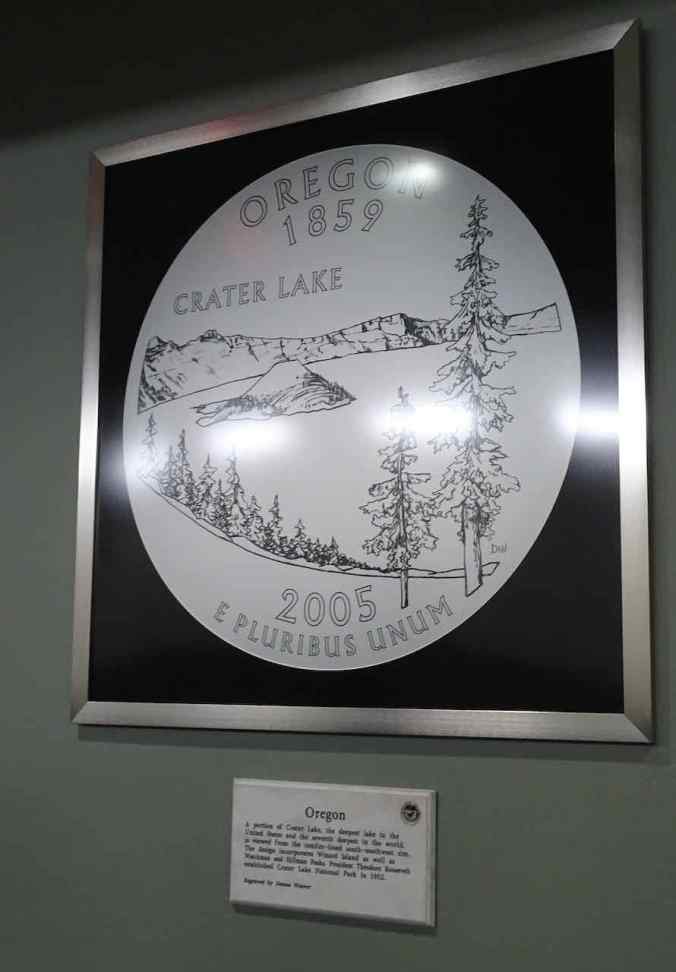 OREGON
1859
CRATER LAKE
DW
2005
E PLURIBUS UNUM
Oregon
A portion of Crater Lake, the deepest lake in the
United States and the seventh deepest in the world,
is viewed from the conifer-lined south-southwest rim.
The design incorporates Wizard Island as well as
Watchman and Hillman Peaks. President Theodore Roosevelt
established Crater Lake National Park in 1902.
Engraved by Donna Weaver